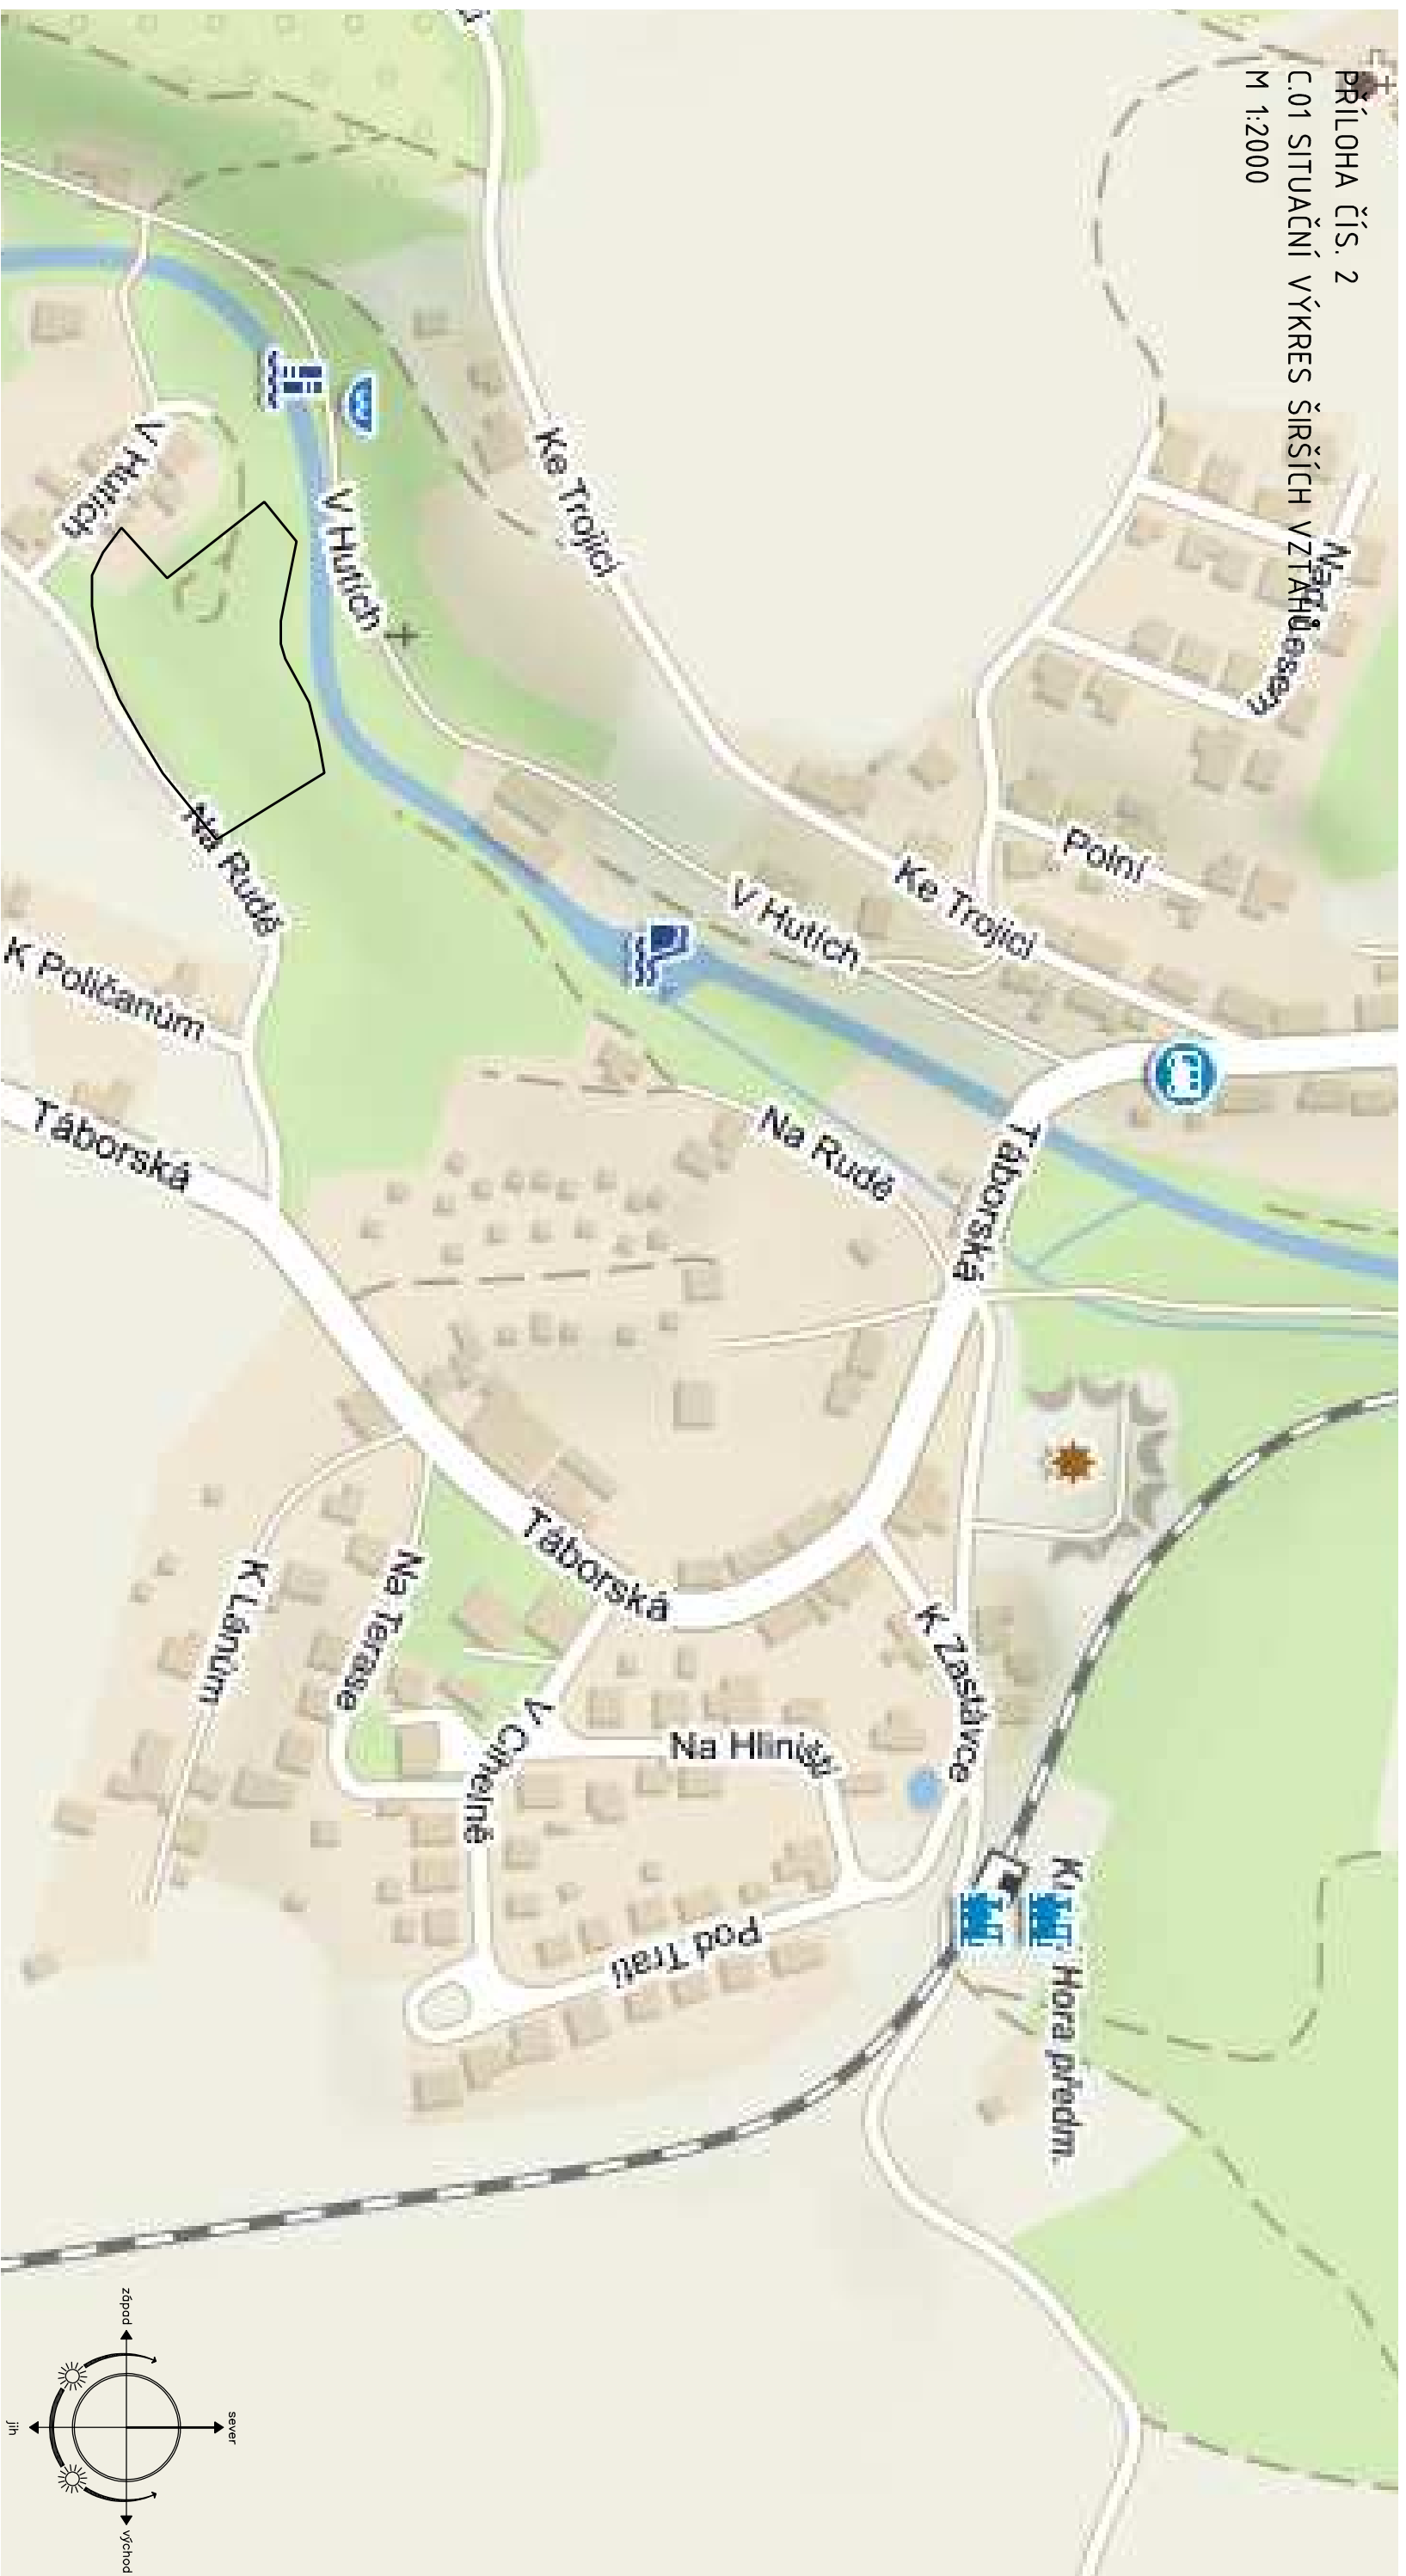 PŘÍLOHA ČÍS. 2
C.01 SITUAČNÍ VÝKRES ŠIRŠÍCH VZTAHŮ
M 1:2000
Polní
Ke Trojici
Ke Trojici
V Hutích
V Hutích
V Hutích
Na Rudě
Na Rudě
K Poličanům
Táborská
Táborská
Táborská
K Zastávce
Na Hliništi
V Cihelně
Na Terase
K Lánům
Pod Tratí
Hora předm.
sever
západ
východ
jih